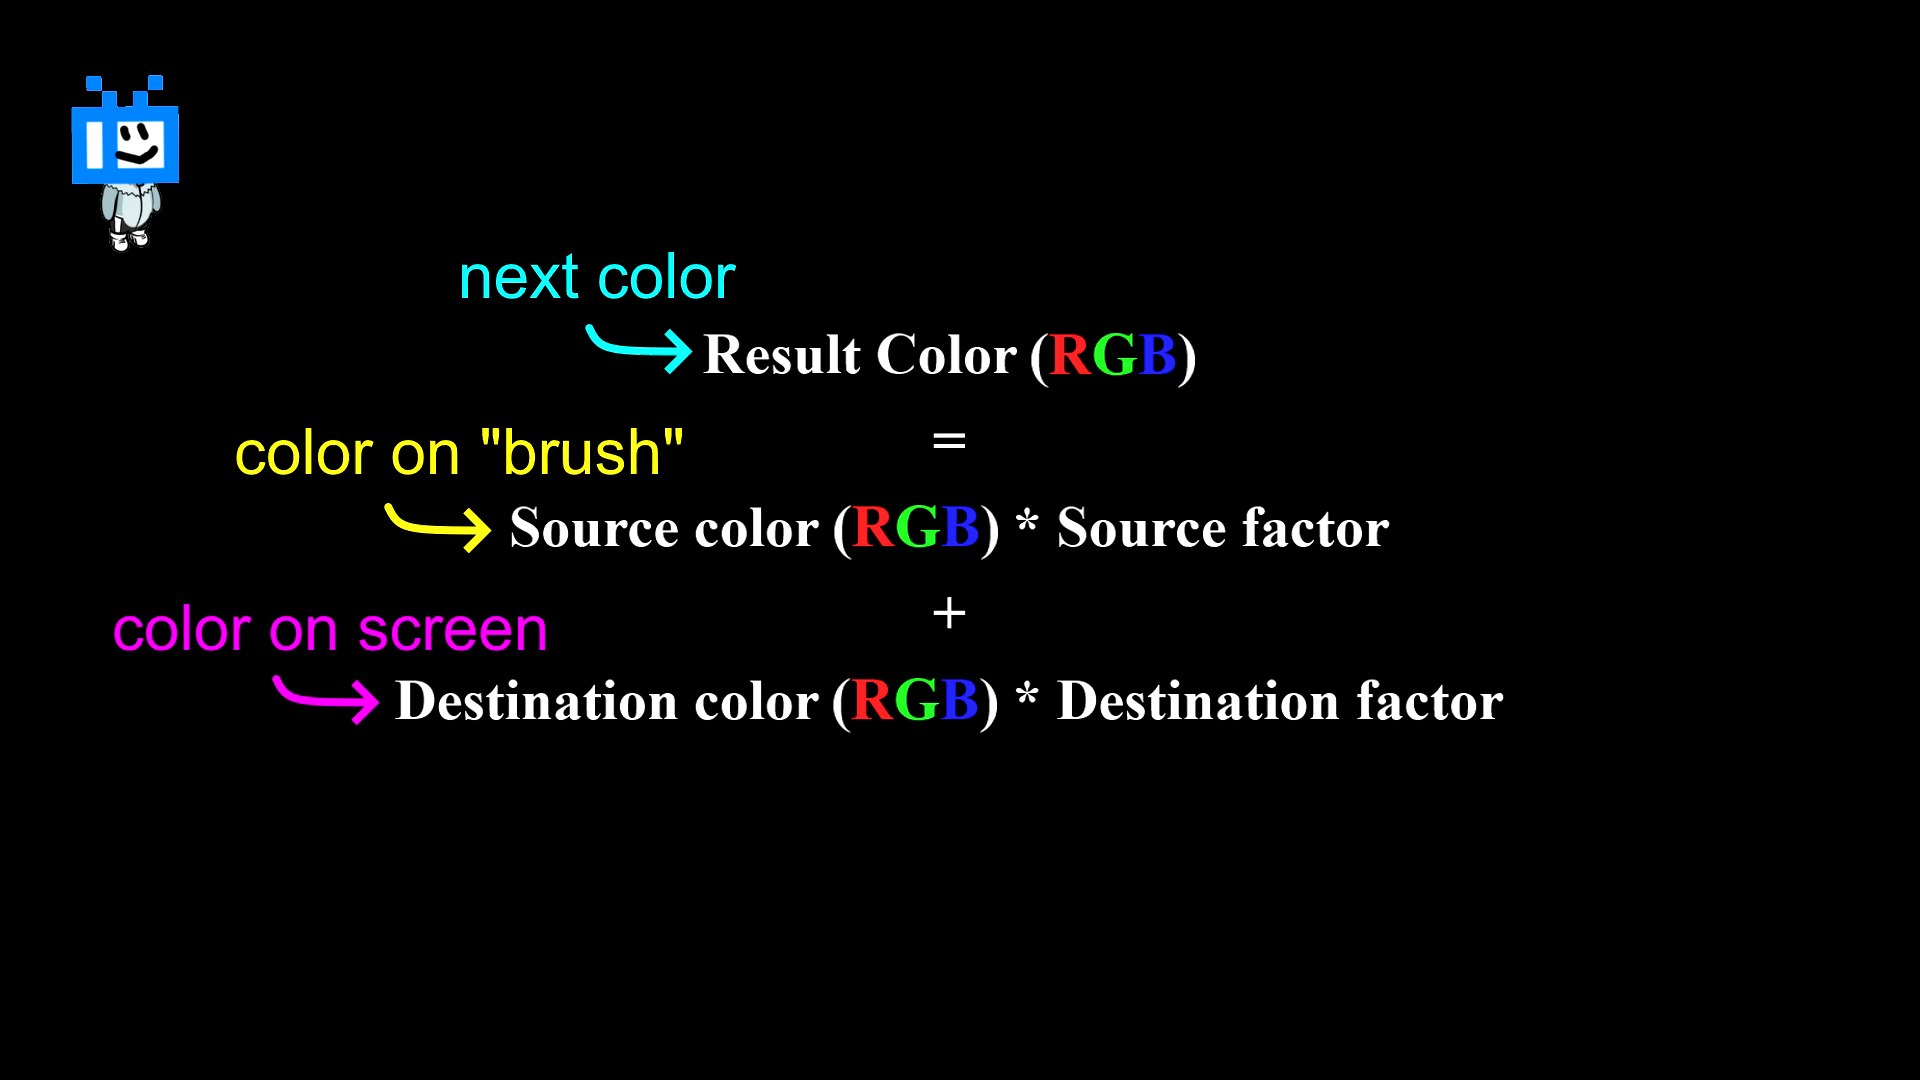 next color
Result Color (RGB)
=
color on "brush"
Source color (RGB) * Source factor
+
color on screen
Destination color (RGB) * Destination factor